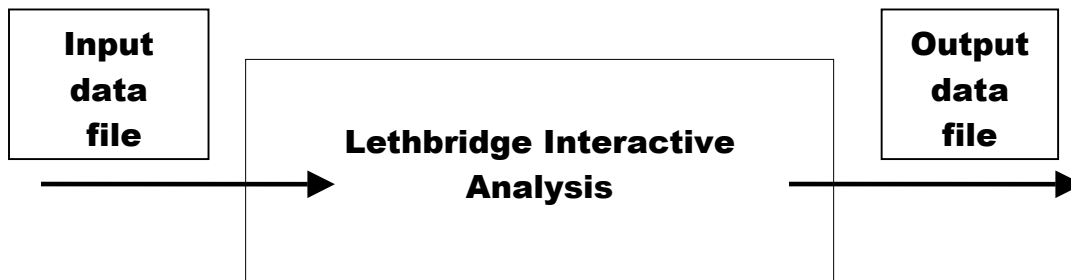 Input
data
file
Lethbridge Interactive
Analysis
Output
data
file